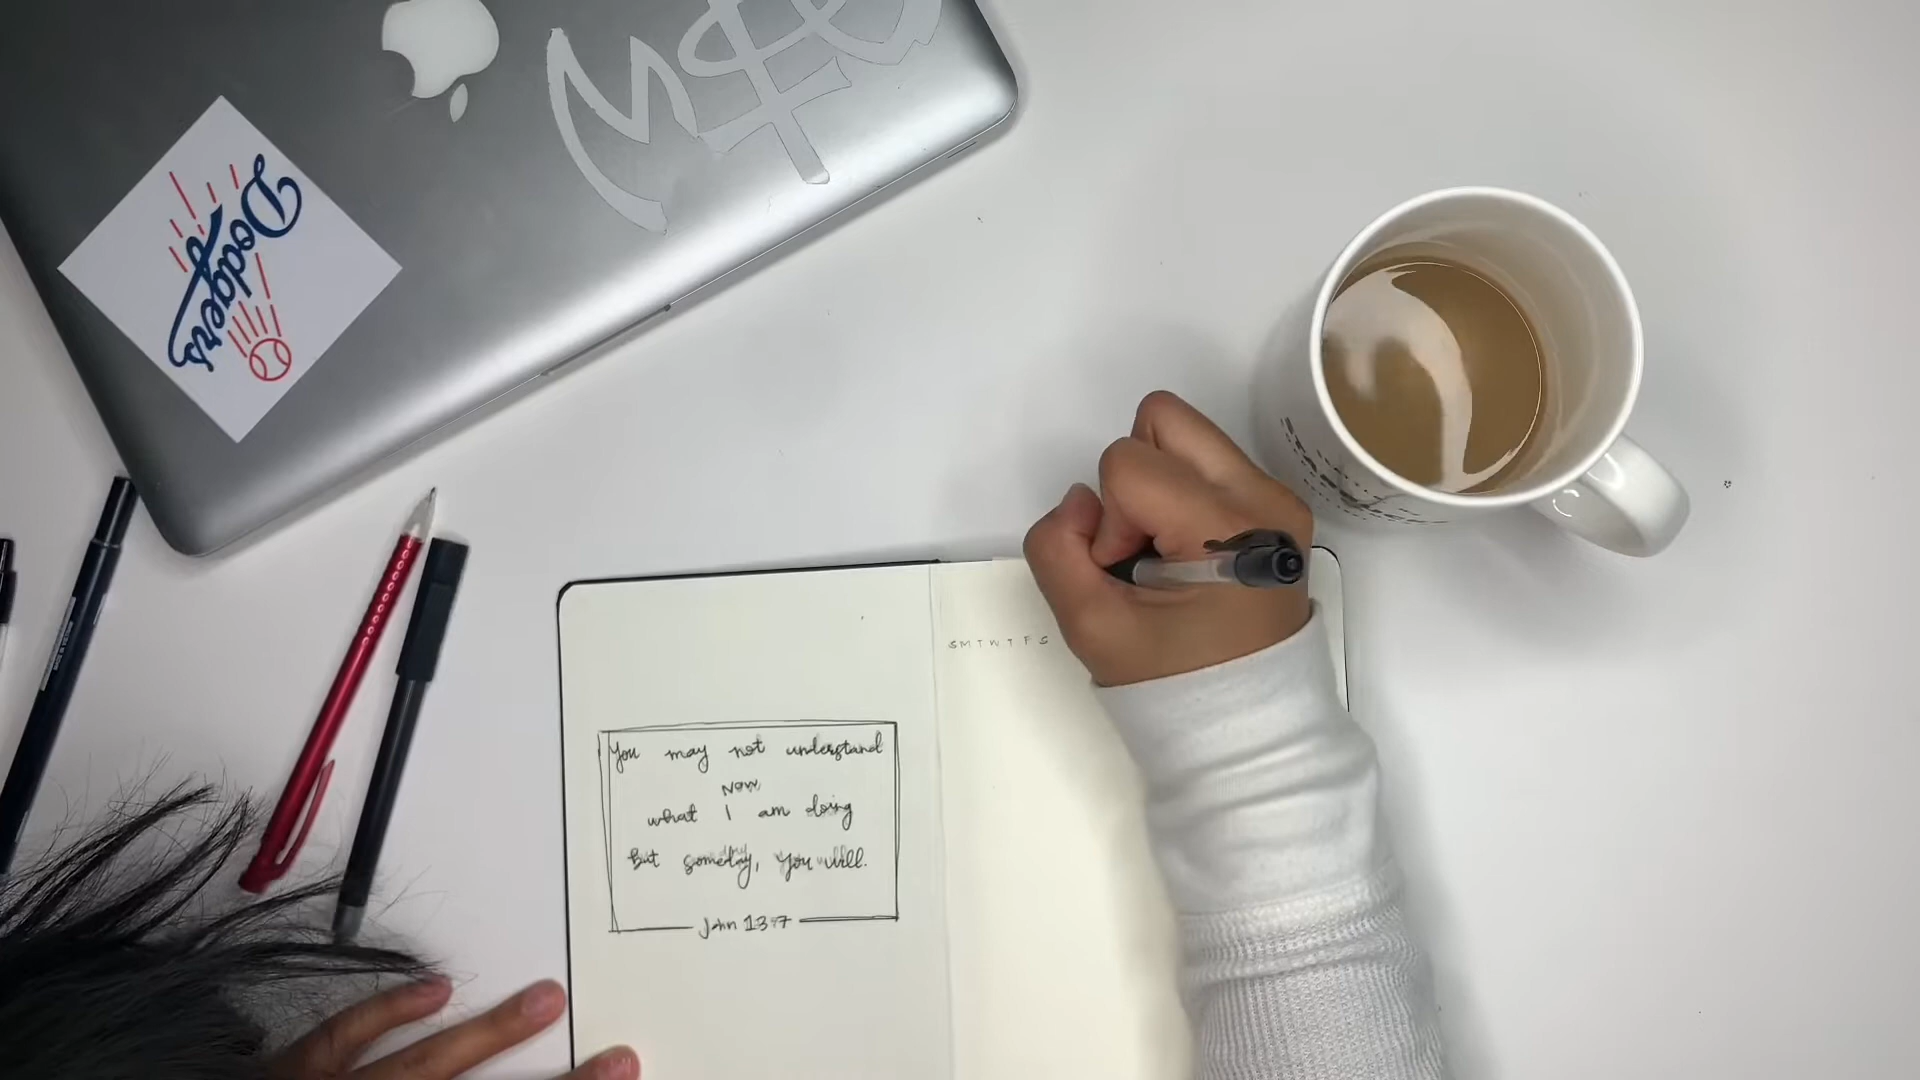 Dodgers
S M T W T F S
You may not understand
Now
what I am doing
But someday, you will.
John 13:7